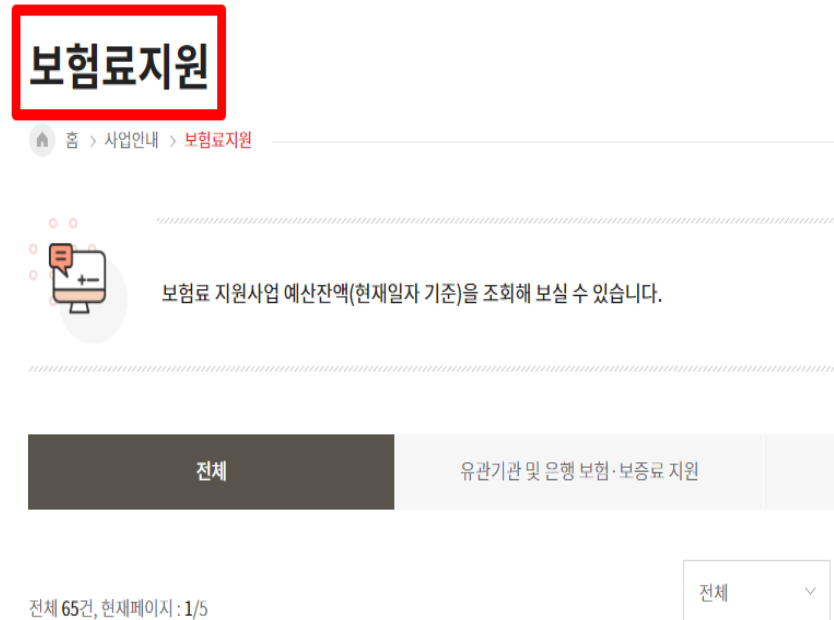 보험료지원
홈 > 사업안내 > 보험료지원
보험료 지원사업 예산잔액(현재일자 기준)을 조회해 보실 수 있습니다.
전체
유관기관 및 은행 보험·보증료 지원
전체
전체 65건, 현재페이지 : 1/5